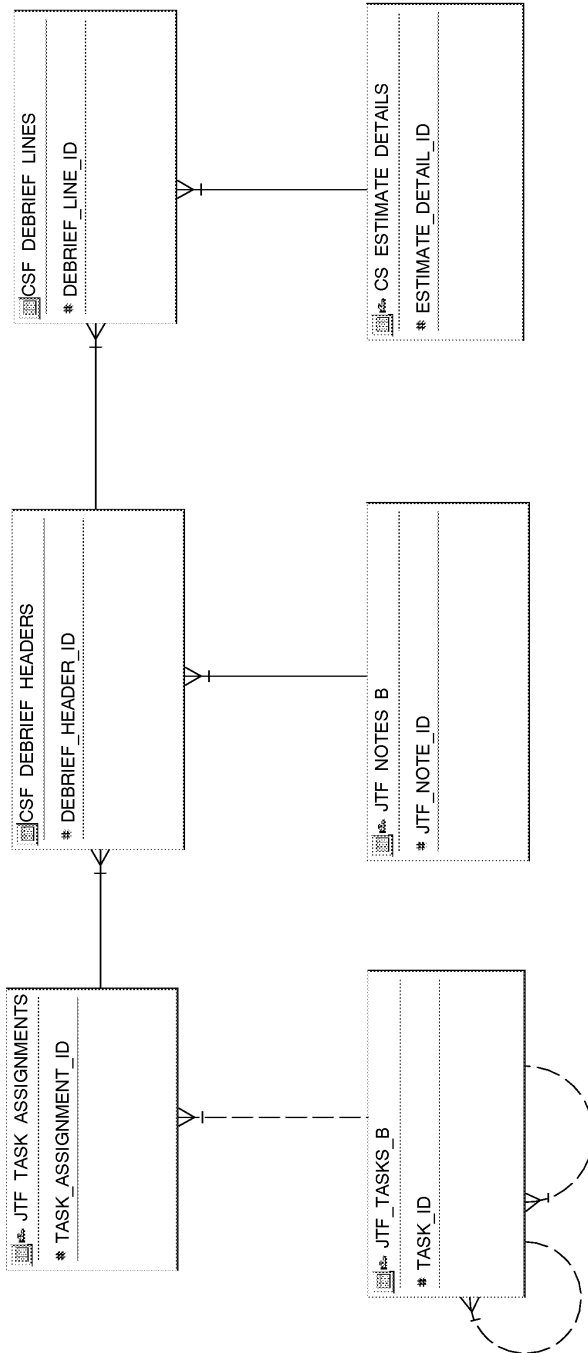 JTF TASK ASSIGNMENTS
# TASK_ASSIGNMENT_ID
CSF DEBRIEF HEADERS
# DEBRIEF_HEADER_ID
CSF DEBRIEF LINES
# DEBRIEF_LINE_ID
JTF_TASKS_B
# TASK_ID
JTF NOTES B
# JTF_NOTE_ID
CS ESTIMATE DETAILS
# ESTIMATE_DETAIL_ID